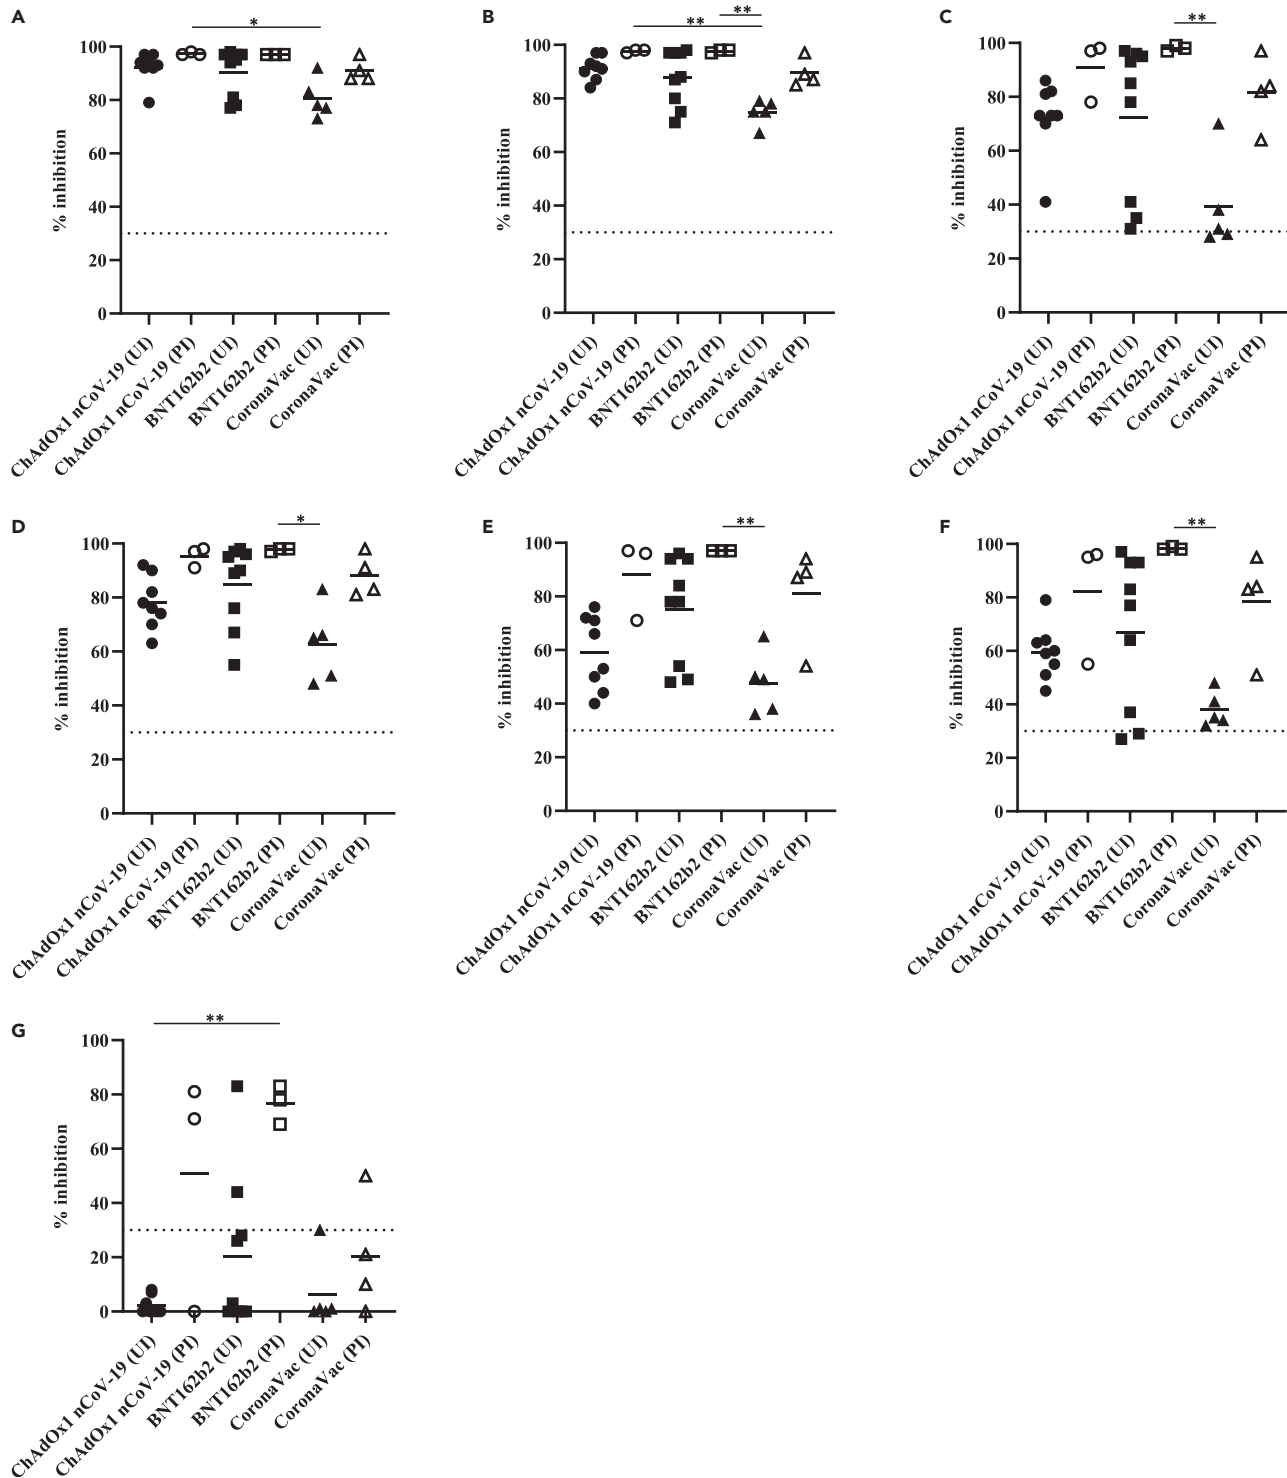 A
*
% inhibition
100
80
60
40
20
0
ChAdOx1 nCoV-19 (UI)
ChAdOx1 nCoV-19 (PI)
BNT162b2 (UI)
BNT162b2 (PI)
CoronaVac (UI)
CoronaVac (PI)
B
**
**
% inhibition
100
80
60
40
20
0
ChAdOx1 nCoV-19 (UI)
ChAdOx1 nCoV-19 (PI)
BNT162b2 (UI)
BNT162b2 (PI)
CoronaVac (UI)
CoronaVac (PI)
C
**
% inhibition
100
80
60
40
20
0
ChAdOx1 nCoV-19 (UI)
ChAdOx1 nCoV-19 (PI)
BNT162b2 (UI)
BNT162b2 (PI)
CoronaVac (UI)
CoronaVac (PI)
D
*
% inhibition
100
80
60
40
20
0
ChAdOx1 nCoV-19 (UI)
ChAdOx1 nCoV-19 (PI)
BNT162b2 (UI)
BNT162b2 (PI)
CoronaVac (UI)
CoronaVac (PI)
E
**
% inhibition
100
80
60
40
20
0
ChAdOx1 nCoV-19 (UI)
ChAdOx1 nCoV-19 (PI)
BNT162b2 (UI)
BNT162b2 (PI)
CoronaVac (UI)
CoronaVac (PI)
F
**
% inhibition
100
80
60
40
20
0
ChAdOx1 nCoV-19 (UI)
ChAdOx1 nCoV-19 (PI)
BNT162b2 (UI)
BNT162b2 (PI)
CoronaVac (UI)
CoronaVac (PI)
G
**
% inhibition
100
80
60
40
20
0
ChAdOx1 nCoV-19 (UI)
ChAdOx1 nCoV-19 (PI)
BNT162b2 (UI)
BNT162b2 (PI)
CoronaVac (UI)
CoronaVac (PI)